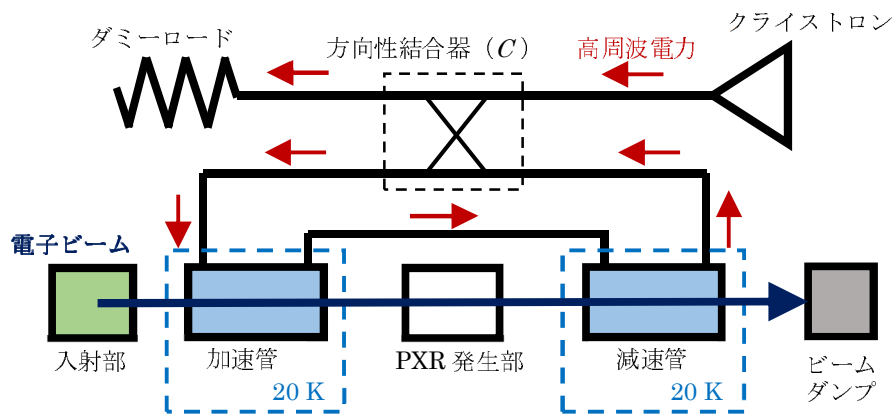 クライストロン
ダミーロード
方向性結合器（C）
高周波電力
電子ビーム
入射部
加速管
PXR 発生部
減速管
ビーム
ダンプ
20 K
20 K